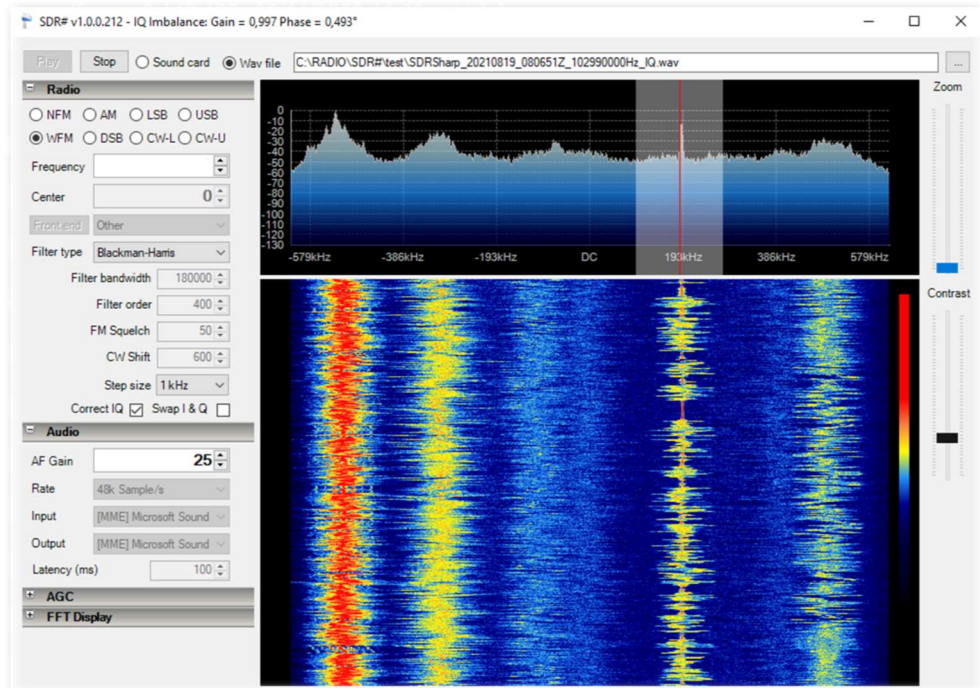 SDR# v1.0.0.212 - IQ Imbalance: Gain = 0,997 Phase = 0,493°
Play Stop Sound card Wav file C:\RADIO\SDR#\test\SDRSharp_20210819_080651Z_102990000Hz_IQ.wav ...
Radio
NFM AM LSB USB
WFM DSB CW-L CW-U
Frequency
Center 0
Front end Other
Filter type Blackman-Harris
Filter bandwidth 180000
Filter order 400
FM Squelch 50
CW Shift 600
Step size 1 kHz
Correct IQ Swap I & Q
Audio
AF Gain 25
Rate 48k Sample/s
Input [MME] Microsoft Sound
Output [MME] Microsoft Sound
Latency (ms) 100
AGC
FFT Display
0
-10
-20
-30
-40
-50
-60
-70
-80
-90
-100
-110
-120
-130
-579kHz -386kHz -193kHz DC 193kHz 386kHz 579kHz
Zoom
Contrast